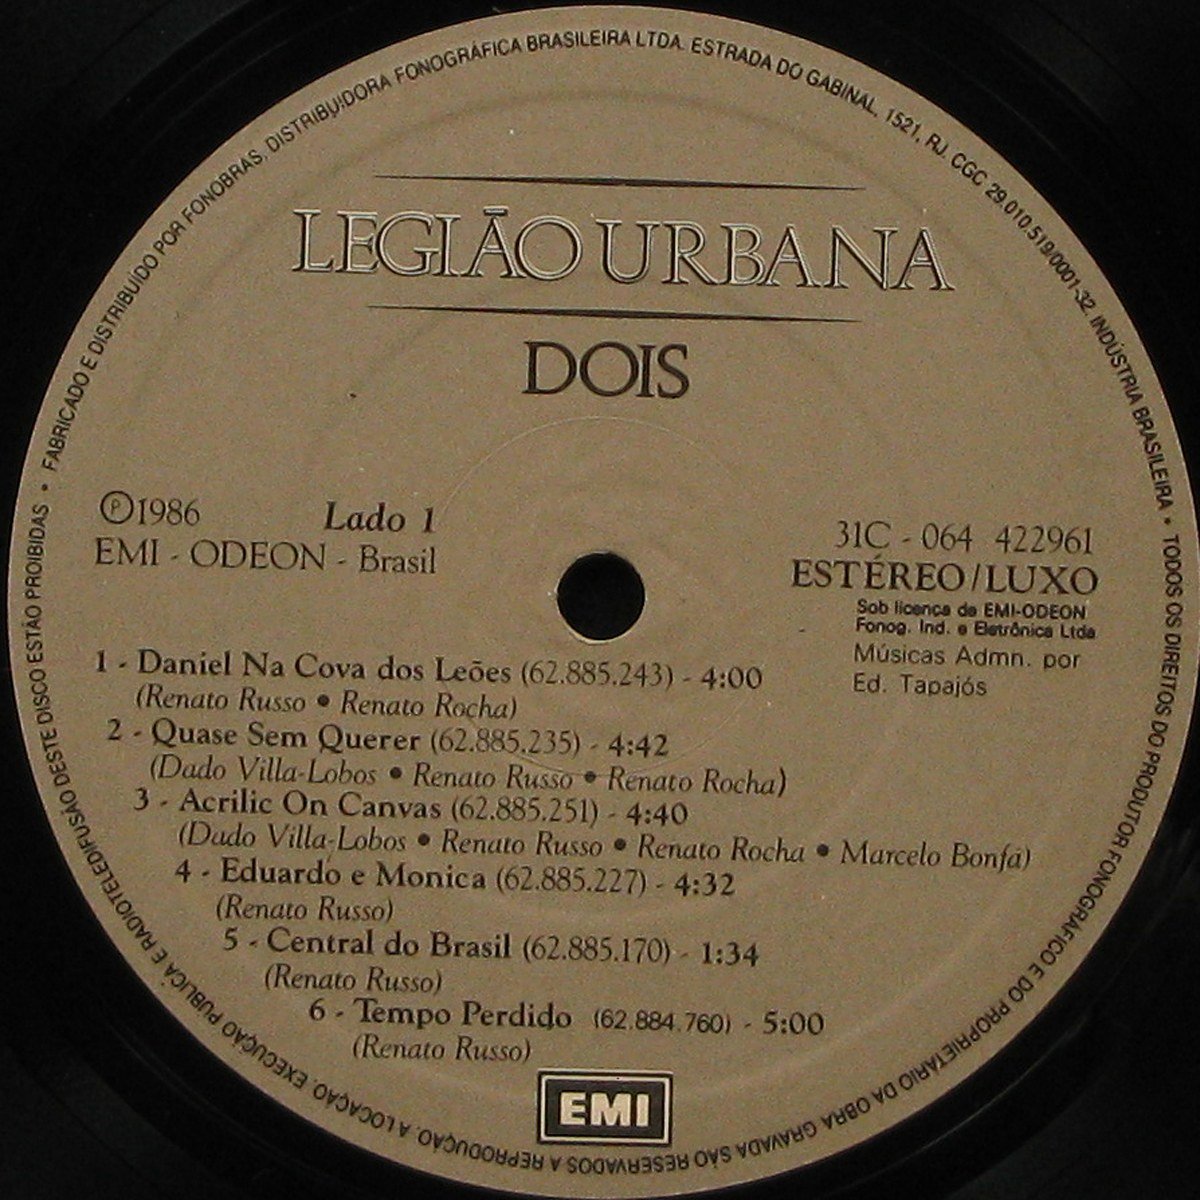 LEGIÃO URBANA
DOIS
Ⓟ1986 Lado 1
EMI - ODEON - Brasil
31C - 064 422961
ESTÉREO/LUXO
Sob licença de EMI-ODEON
Fonog. Ind. e Eletrônica Ltda
Músicas Admn. por
Ed. Tapajós
1 - Daniel Na Cova dos Leões (62.885.243) - 4:00
(Renato Russo • Renato Rocha)
2 - Quase Sem Querer (62.885.235) - 4:42
(Dado Villa-Lobos • Renato Russo • Renato Rocha)
3 - Acrilic On Canvas (62.885.251) - 4:40
(Dado Villa-Lobos • Renato Russo • Renato Rocha • Marcelo Bonfá)
4 - Eduardo e Monica (62.885.227) - 4:32
(Renato Russo)
5 - Central do Brasil (62.885.170) - 1:34
(Renato Russo)
6 - Tempo Perdido (62.884.760) - 5:00
(Renato Russo)
EMI
• FABRICADO E DISTRIBUÍDO POR FONOBRAS. DISTRIBUIDORA FONOGRÁFICA BRASILEIRA LTDA. ESTRADA DO GABINAL, 1521, RJ. CGC 29.010.519/0001-32. INDÚSTRIA BRASILEIRA • TODOS OS DIREITOS DO PRODUTOR FONOGRÁFICO E DO PROPRIETÁRIO DA OBRA GRAVADA SÃO RESERVADOS A REPRODUÇÃO, A LOCAÇÃO, EXECUÇÃO PÚBLICA E RADIOTELEDIFUSÃO DESTE DISCO ESTÃO PROIBIDAS